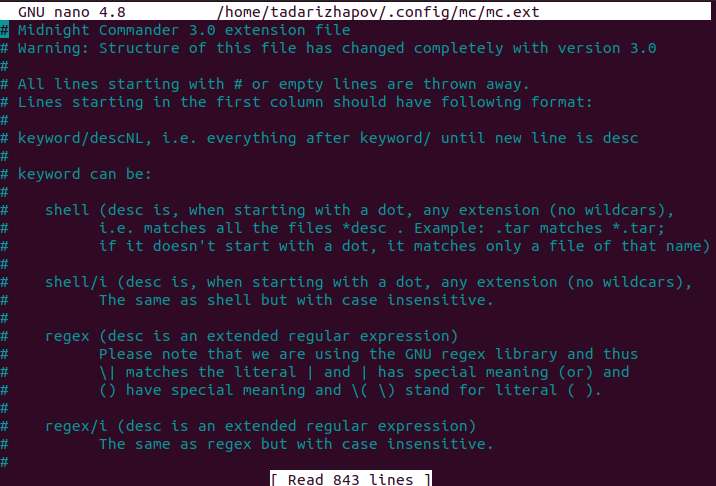 GNU nano 4.8 /home/tadarizhapov/.config/mc/mc.ext
# Midnight Commander 3.0 extension file
# Warning: Structure of this file has changed completely with version 3.0
#
# All lines starting with # or empty lines are thrown away.
# Lines starting in the first column should have following format:
#
# keyword/descNL, i.e. everything after keyword/ until new line is desc
#
# keyword can be:
#
#    shell (desc is, when starting with a dot, any extension (no wildcars),
#          i.e. matches all the files *desc . Example: .tar matches *.tar;
#          if it doesn't start with a dot, it matches only a file of that name)
#
#    shell/i (desc is, when starting with a dot, any extension (no wildcars),
#          The same as shell but with case insensitive.
#
#    regex (desc is an extended regular expression)
#          Please note that we are using the GNU regex library and thus
#          \| matches the literal | and | has special meaning (or) and
#          () have special meaning and \( \) stand for literal ( ).
#
#    regex/i (desc is an extended regular expression)
#          The same as regex but with case insensitive.
#
[ Read 843 lines ]